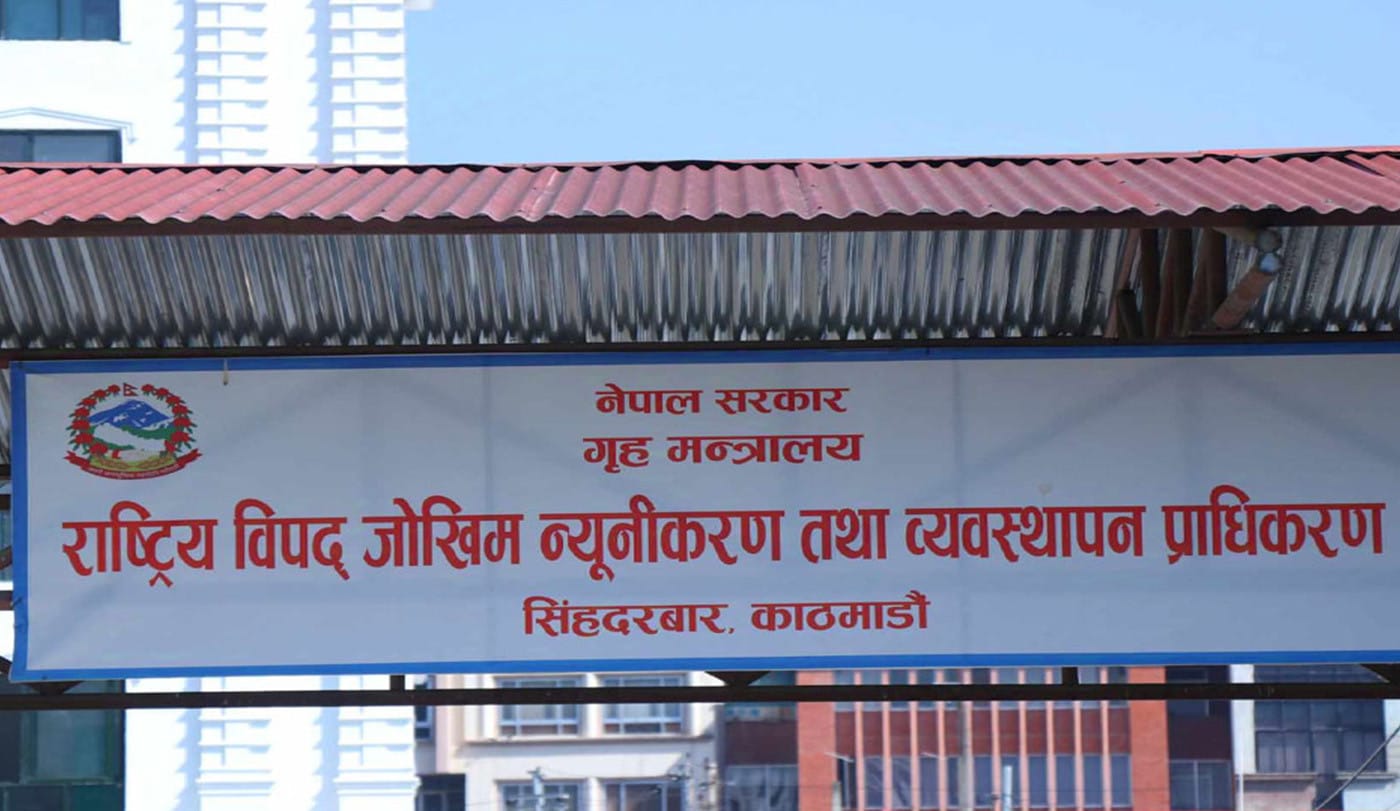 नेपाल सरकार
गृह मन्त्रालय
राष्ट्रिय विपद् जोखिम न्यूनीकरण तथा व्यवस्थापन प्राधिकरण
सिंहदरबार, काठमाडौं